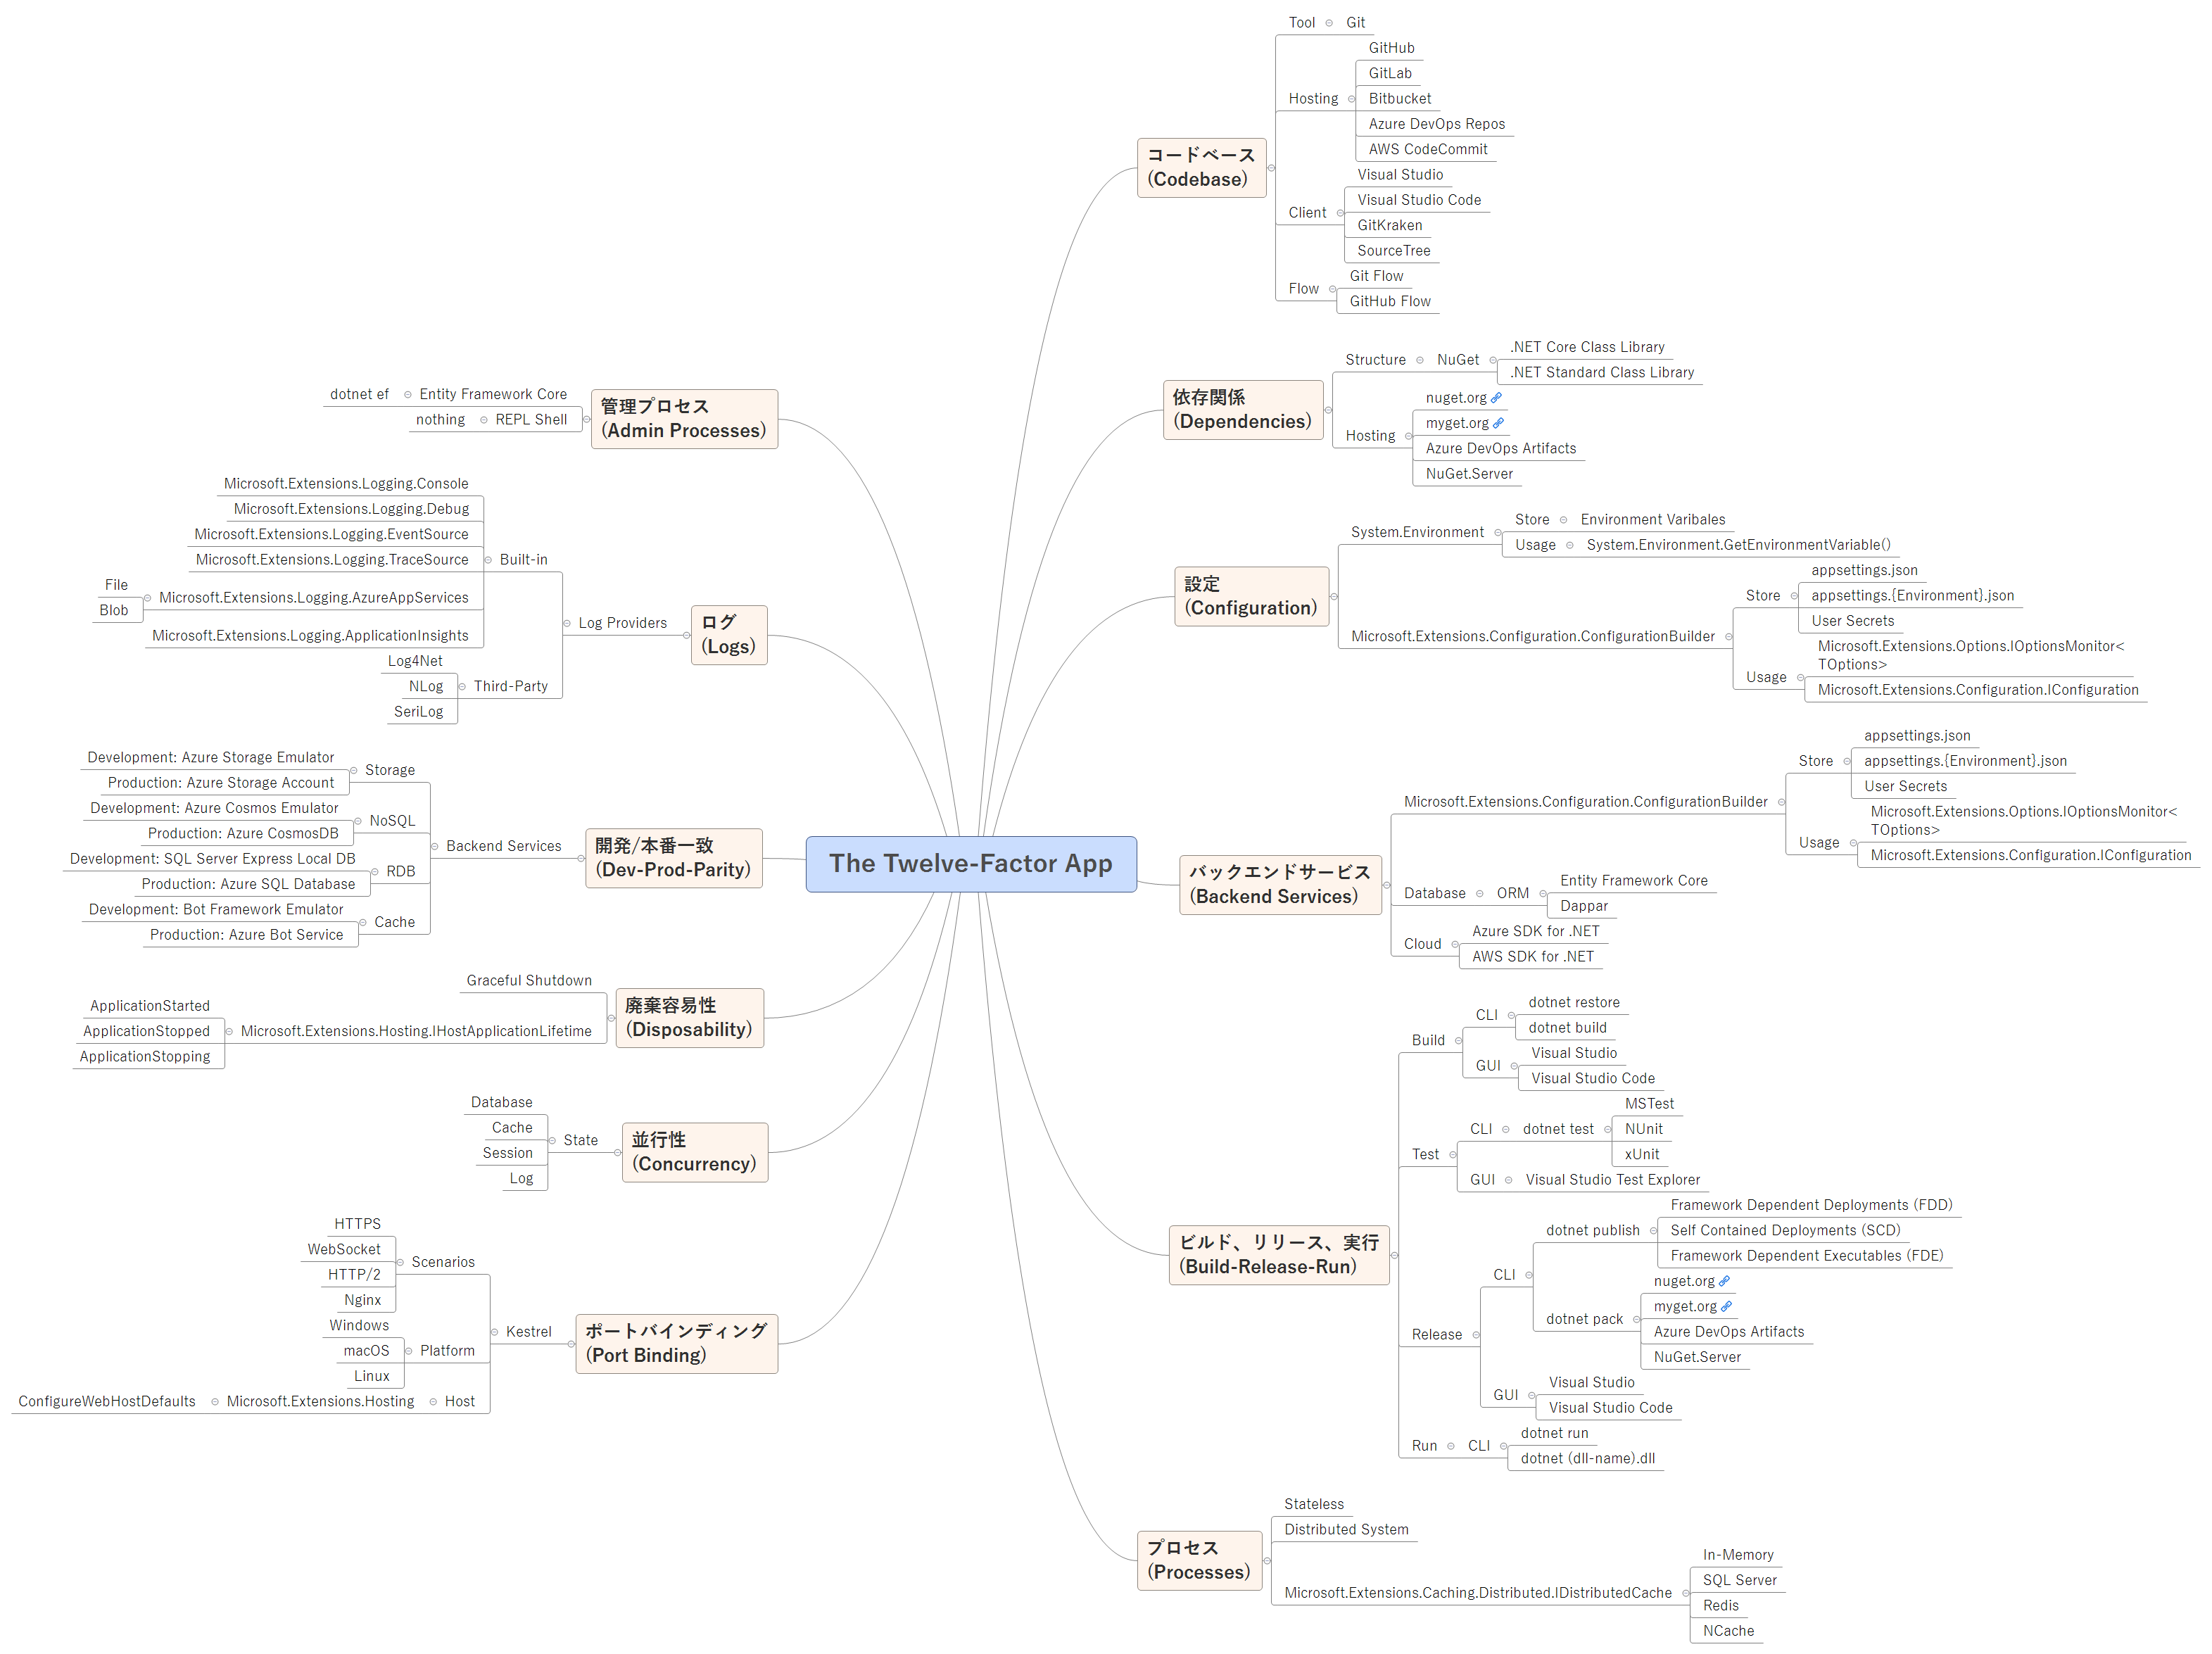 The Twelve-Factor App
コードベース
(Codebase)
Tool
Git
Hosting
GitHub
GitLab
Bitbucket
Azure DevOps Repos
AWS CodeCommit
Client
Visual Studio
Visual Studio Code
GitKraken
SourceTree
Flow
Git Flow
GitHub Flow
依存関係
(Dependencies)
Structure
NuGet
.NET Core Class Library
.NET Standard Class Library
Hosting
nuget.org
myget.org
Azure DevOps Artifacts
NuGet.Server
設定
(Configuration)
System.Environment
Store
Environment Varibales
Usage
System.Environment.GetEnvironmentVariable()
Microsoft.Extensions.Configuration.ConfigurationBuilder
Store
appsettings.json
appsettings.{Environment}.json
User Secrets
Usage
Microsoft.Extensions.Options.IOptionsMonitor<
TOptions>
Microsoft.Extensions.Configuration.IConfiguration
バックエンドサービス
(Backend Services)
Microsoft.Extensions.Configuration.ConfigurationBuilder
Store
appsettings.json
appsettings.{Environment}.json
User Secrets
Usage
Microsoft.Extensions.Options.IOptionsMonitor<
TOptions>
Microsoft.Extensions.Configuration.IConfiguration
Database
ORM
Entity Framework Core
Dappar
Cloud
Azure SDK for .NET
AWS SDK for .NET
ビルド、リリース、実行
(Build-Release-Run)
Build
CLI
dotnet restore
dotnet build
GUI
Visual Studio
Visual Studio Code
Test
CLI
dotnet test
MSTest
NUnit
xUnit
GUI
Visual Studio Test Explorer
Release
CLI
dotnet publish
Framework Dependent Deployments (FDD)
Self Contained Deployments (SCD)
Framework Dependent Executables (FDE)
dotnet pack
nuget.org
myget.org
Azure DevOps Artifacts
NuGet.Server
GUI
Visual Studio
Visual Studio Code
Run
CLI
dotnet run
dotnet (dll-name).dll
プロセス
(Processes)
Stateless
Distributed System
Microsoft.Extensions.Caching.Distributed.IDistributedCache
In-Memory
SQL Server
Redis
NCache
管理プロセス
(Admin Processes)
Entity Framework Core
dotnet ef
REPL Shell
nothing
ログ
(Logs)
Log Providers
Built-in
Microsoft.Extensions.Logging.Console
Microsoft.Extensions.Logging.Debug
Microsoft.Extensions.Logging.EventSource
Microsoft.Extensions.Logging.TraceSource
Microsoft.Extensions.Logging.AzureAppServices
File
Blob
Microsoft.Extensions.Logging.ApplicationInsights
Third-Party
Log4Net
NLog
SeriLog
開発/本番一致
(Dev-Prod-Parity)
Backend Services
Storage
Development: Azure Storage Emulator
Production: Azure Storage Account
NoSQL
Development: Azure Cosmos Emulator
Production: Azure CosmosDB
RDB
Development: SQL Server Express Local DB
Production: Azure SQL Database
Cache
Development: Bot Framework Emulator
Production: Azure Bot Service
廃棄容易性
(Disposability)
Graceful Shutdown
Microsoft.Extensions.Hosting.IHostApplicationLifetime
ApplicationStarted
ApplicationStopped
ApplicationStopping
並行性
(Concurrency)
State
Database
Cache
Session
Log
ポートバインディング
(Port Binding)
Kestrel
Scenarios
HTTPS
WebSocket
HTTP/2
Nginx
Platform
Windows
macOS
Linux
Host
Microsoft.Extensions.Hosting
ConfigureWebHostDefaults